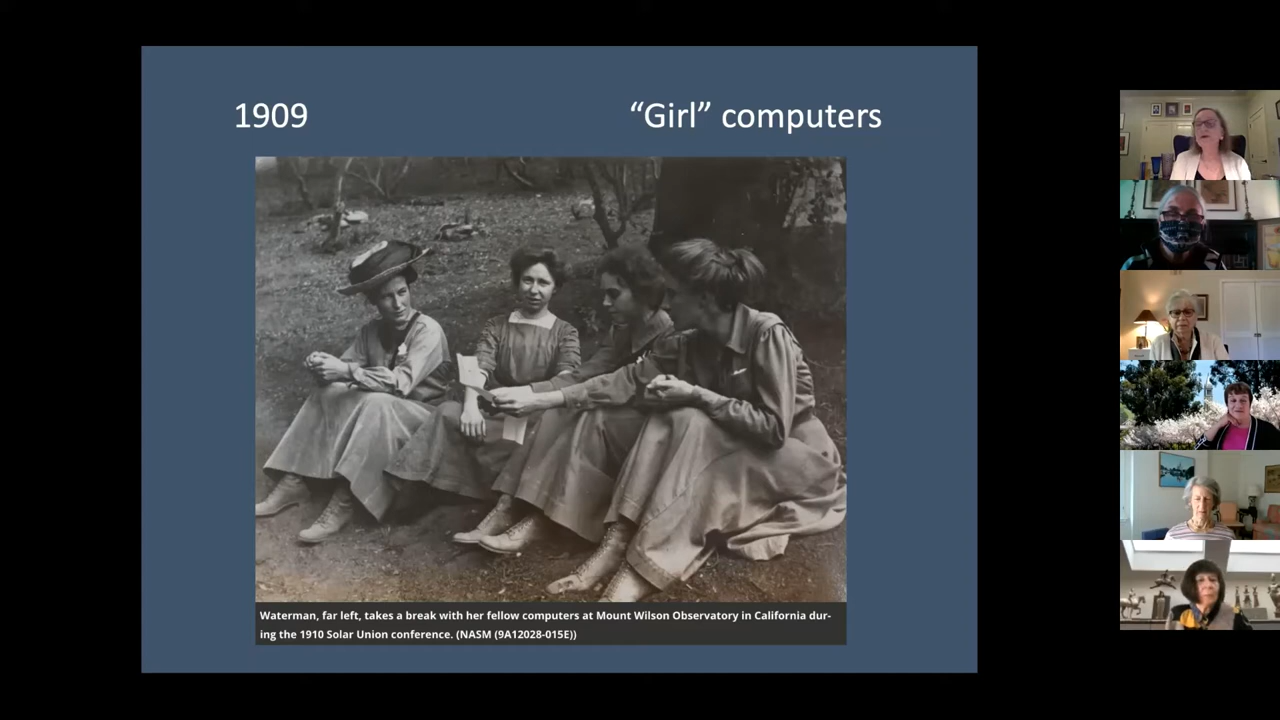 1909
“Girl” computers
Waterman, far left, takes a break with her fellow computers at Mount Wilson Observatory in California dur-
ing the 1910 Solar Union conference. (NASM (9A12028-015E))